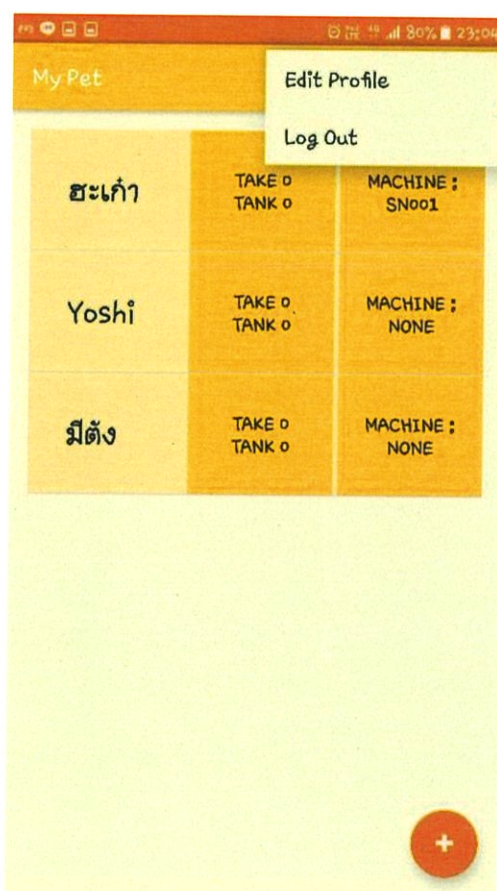 80% 23:04
My Pet
Edit Profile
Log Out
ฮะเก๋า
TAKE 0
TANK 0
MACHINE :
SN001
Yoshi
TAKE 0
TANK 0
MACHINE :
NONE
มีตัง
TAKE 0
TANK 0
MACHINE :
NONE
+